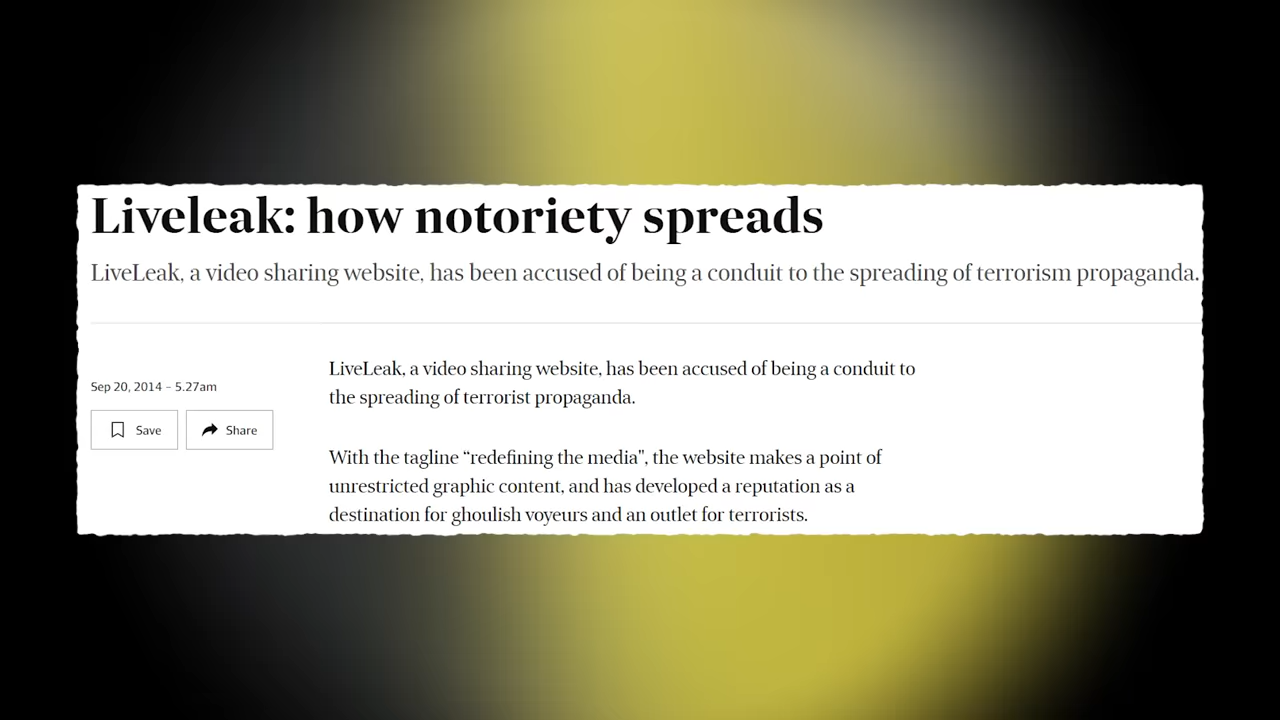 Liveleak: how notoriety spreads
LiveLeak, a video sharing website, has been accused of being a conduit to the spreading of terrorism propaganda.
Sep 20, 2014 – 5.27am
Save
Share
LiveLeak, a video sharing website, has been accused of being a conduit to
the spreading of terrorist propaganda.
With the tagline “redefining the media", the website makes a point of
unrestricted graphic content, and has developed a reputation as a
destination for ghoulish voyeurs and an outlet for terrorists.